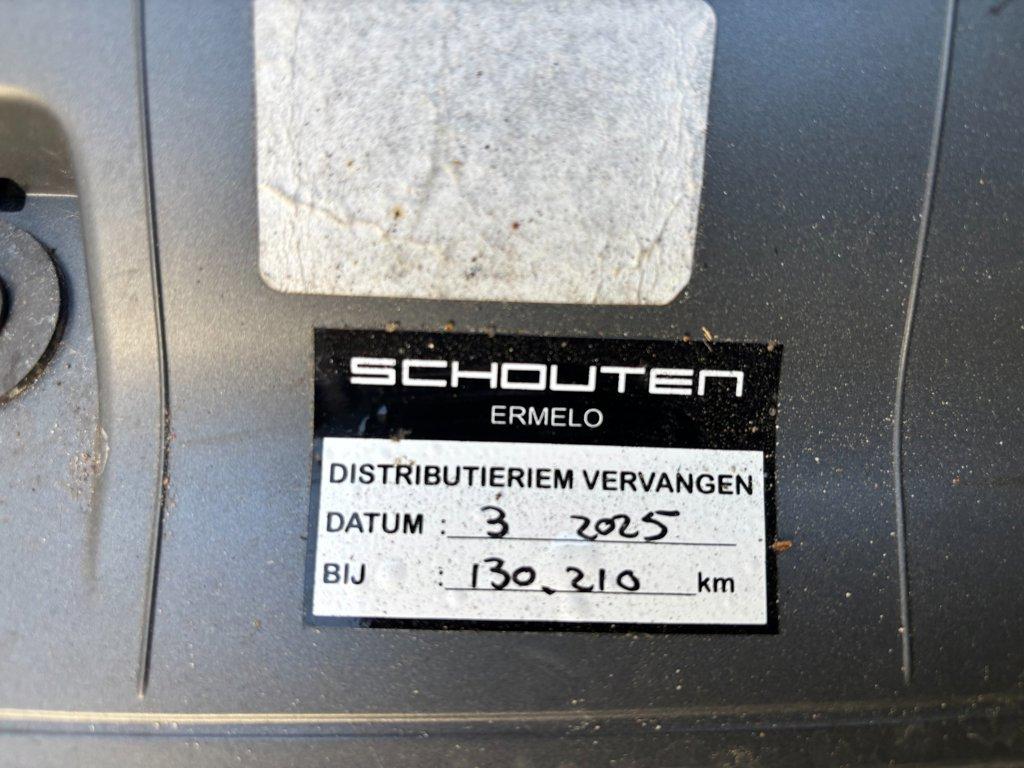 SCHOUTEN
ERMELO
DISTRIBUTIERIEM VERVANGEN
DATUM : 3 2025
BIJ : 130.210 km